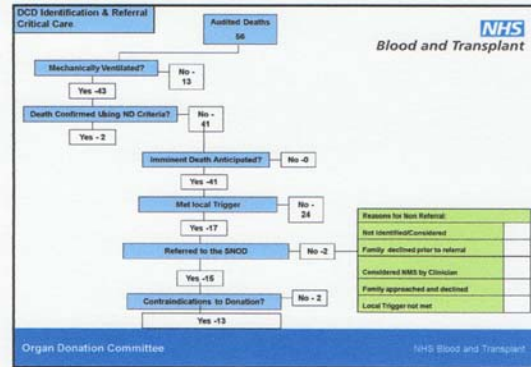 DCD Identification & Referral
Critical Care
Audited Deaths
56
NHS
Blood and Transplant
Mechanically Ventilated?
No -
13
Yes -43
Death Confirmed Using ND Criteria?
No -
41
Yes - 2
Imminent Death Anticipated?
No -0
Yes -41
Met local Trigger
No -
24
Yes -17
Reasons for Non Referral:
Not Identified/Considered
Referred to the SNOD
No -2
Family declined prior to referral
Yes -15
Considered NMS by Clinician
Contraindications to Donation?
No - 2
Family approached and declined
Yes -13
Local Trigger not met
Organ Donation Committee
NHS Blood and Transplant